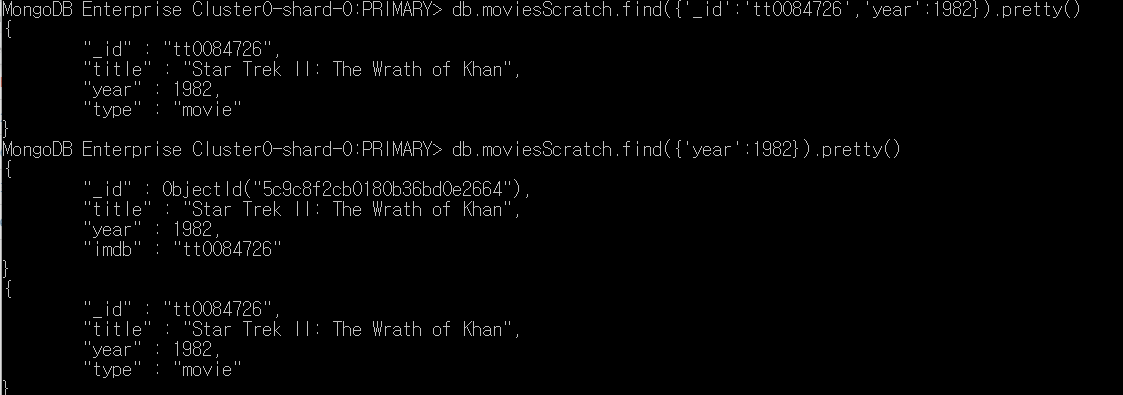 MongoDB Enterprise Cluster0-shard-0:PRIMARY> db.moviesScratch.find({'_id':'tt0084726','year':1982}).pretty()
{
        "_id" : "tt0084726",
        "title" : "Star Trek II: The Wrath of Khan",
        "year" : 1982,
        "type" : "movie"
}
MongoDB Enterprise Cluster0-shard-0:PRIMARY> db.moviesScratch.find({'year':1982}).pretty()
{
        "_id" : ObjectId("5c9c8f2cb0180b36bd0e2664"),
        "title" : "Star Trek II: The Wrath of Khan",
        "year" : 1982,
        "imdb" : "tt0084726"
}
{
        "_id" : "tt0084726",
        "title" : "Star Trek II: The Wrath of Khan",
        "year" : 1982,
        "type" : "movie"
}